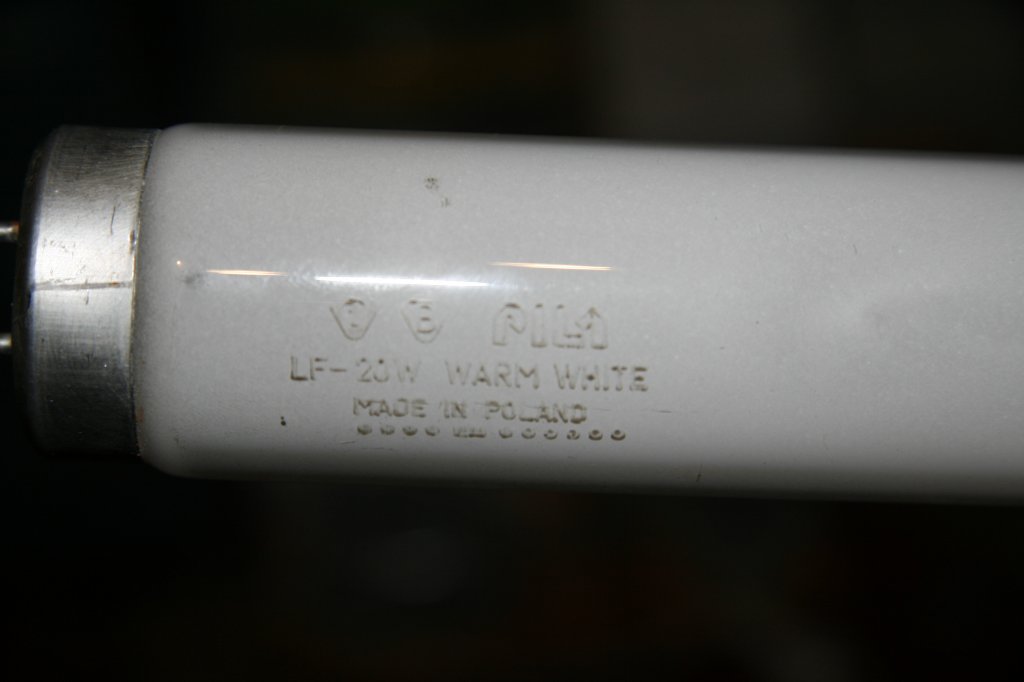 B PILA
LF-20W WARM WHITE
MADE IN POLAND